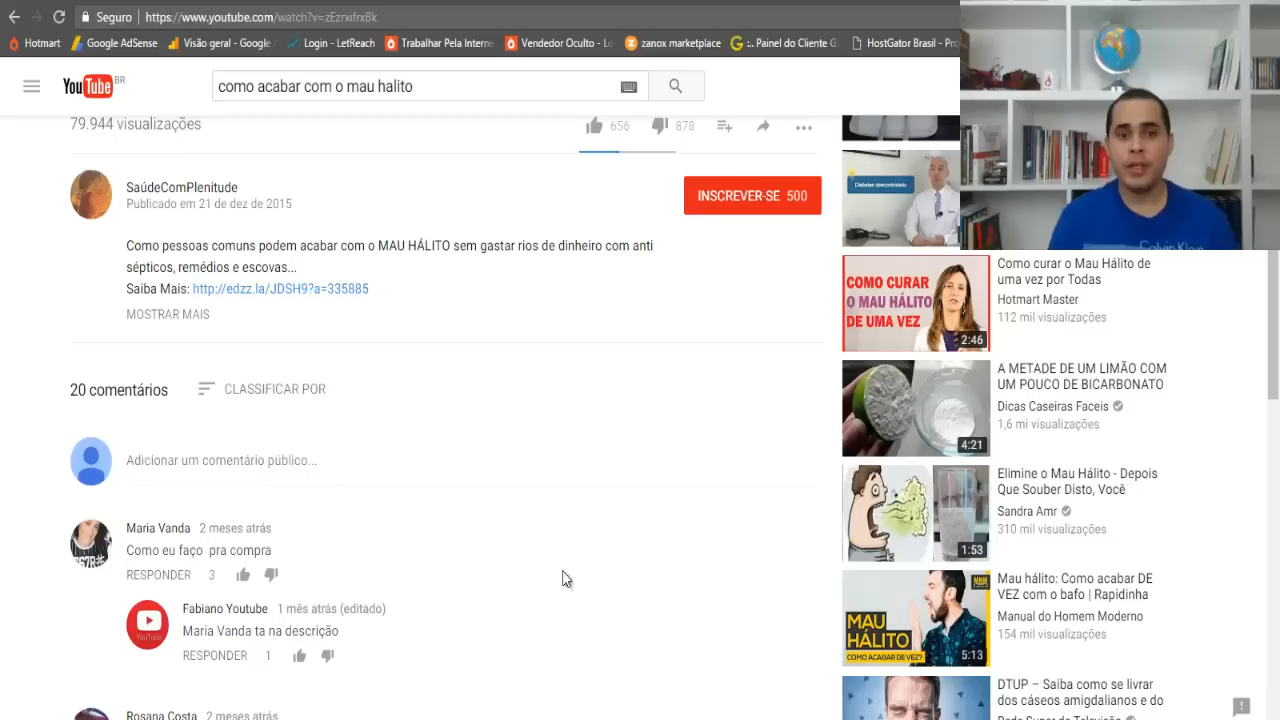 Seguro | https://www.youtube.com/watch?v=zEzrxifrxBk
Hotmart
Google AdSense
Visão geral - Google
Login - LetReach
Trabalhar Pela Interne
Vendedor Oculto - Lo
zanox marketplace
:.. Painel do Cliente G
HostGator Brasil - Pro
YouTube BR
como acabar com o mau halito
79.944 visualizações
656
878
SaúdeComPlenitude
Publicado em 21 de dez de 2015
INSCREVER-SE 500
Como pessoas comuns podem acabar com o MAU HÁLITO sem gastar rios de dinheiro com anti
sépticos, remédios e escovas...
Saiba Mais: http://edzz.la/JDSH9?a=335885
MOSTRAR MAIS
20 comentários
CLASSIFICAR POR
Adicionar um comentário público...
Maria Vanda 2 meses atrás
Como eu faço pra compra
RESPONDER 3
Fabiano Youtube 1 mês atrás (editado)
Maria Vanda ta na descrição
RESPONDER 1
Rosana Costa 2 meses atrás
YouTube
Diabetes descontrolado
Calvin Klein
COMO CURAR
O MAU HÁLITO
DE UMA VEZ
2:46
Como curar o Mau Hálito de
uma vez por Todas
Hotmart Master
112 mil visualizações
4:21
A METADE DE UM LIMÃO COM
UM POUCO DE BICARBONATO
Dicas Caseiras Faceis
1,6 mi visualizações
1:53
Elimine o Mau Hálito - Depois
Que Souber Disto, Você
Sandra Amr
310 mil visualizações
MAU
HÁLITO
COMO ACABAR DE VEZ?
5:13
Mau hálito: Como acabar DE
VEZ com o bafo | Rapidinha
Manual do Homem Moderno
154 mil visualizações
DTUP – Saiba como se livrar
dos cáseos amigdalianos e do